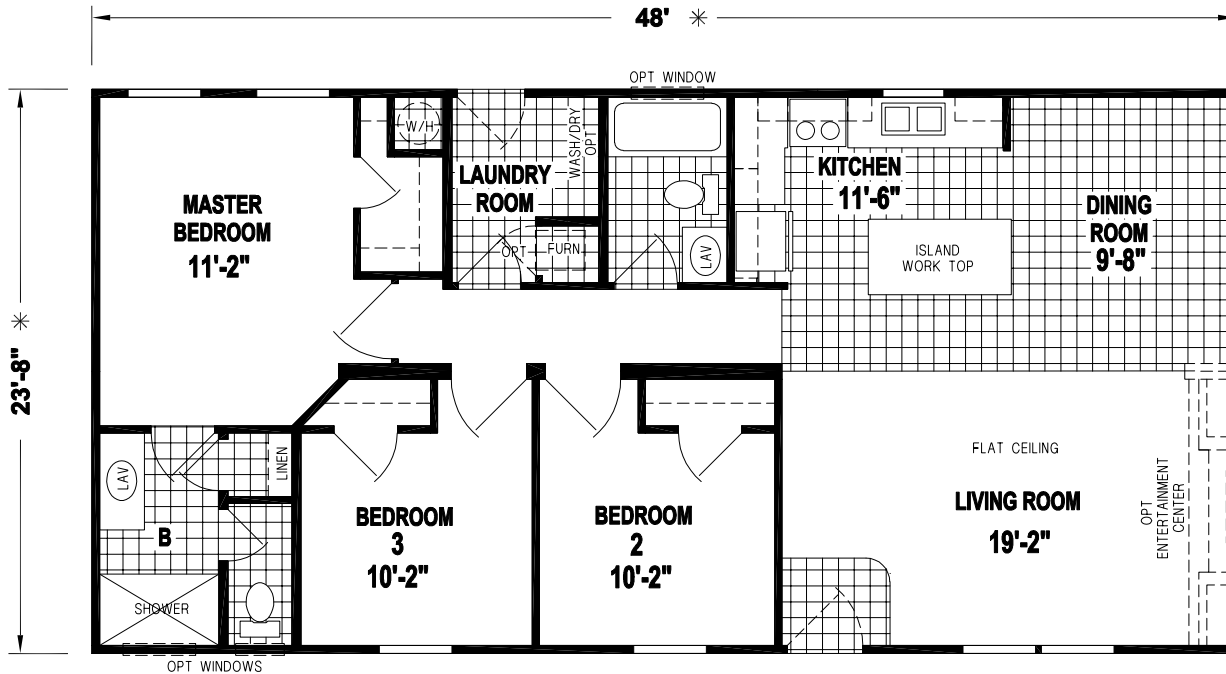 48' ✳
OPT WINDOW
W/H
WASH/DRY
OPT
LAUNDRY
ROOM
KITCHEN
11'-6"
MASTER
BEDROOM
11'-2"
DINING
ROOM
9'-8"
OPT
FURN
LAV
ISLAND
WORK TOP
23'-8" ✳
FLAT CEILING
LINEN
LAV
LIVING ROOM
19'-2"
OPT
ENTERTAINMENT
CENTER
BEDROOM
3
10'-2"
BEDROOM
2
10'-2"
B
SHOWER
OPT WINDOWS